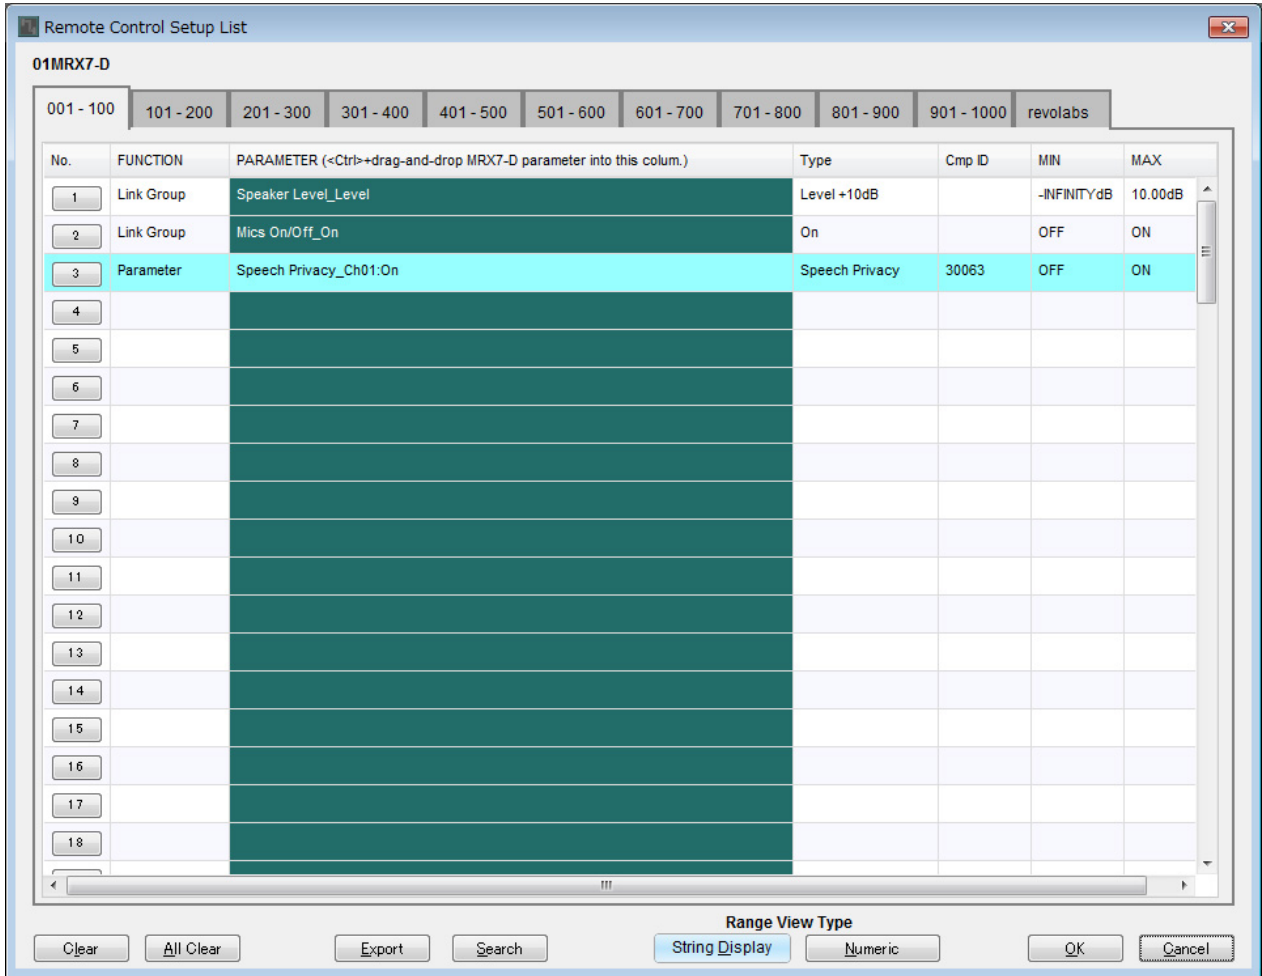 Remote Control Setup List
01MRX7-D
001 - 100 101 - 200 201 - 300 301 - 400 401 - 500 501 - 600 601 - 700 701 - 800 801 - 900 901 - 1000 revolabs
No. FUNCTION PARAMETER (<Ctrl>+drag-and-drop MRX7-D parameter into this colum.) Type Cmp ID MIN MAX
1 Link Group Speaker Level_Level Level +10dB -INFINITYdB 10.00dB
2 Link Group Mics On/Off_On On OFF ON
3 Parameter Speech Privacy_Ch01:On Speech Privacy 30063 OFF ON
4
5
6
7
8
9
10
11
12
13
14
15
16
17
18
Range View Type
Clear All Clear Export Search String Display Numeric OK Cancel